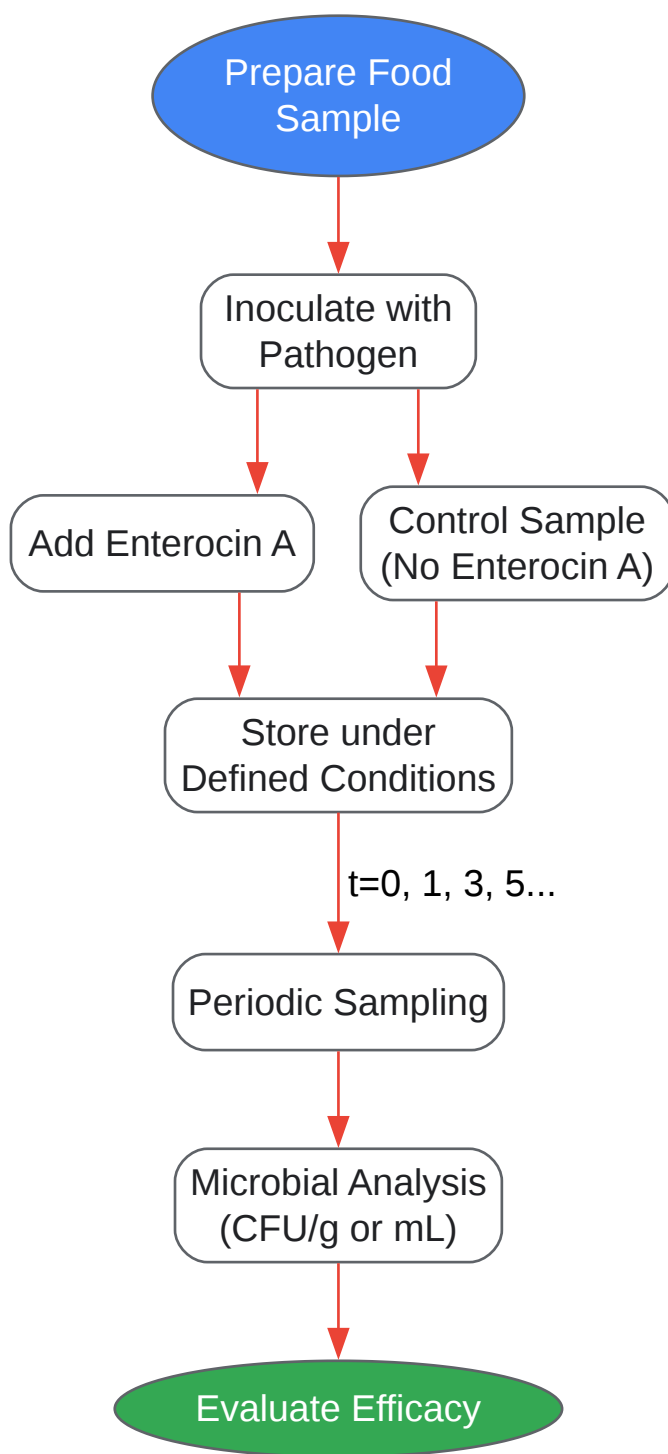 Prepare Food
Sample
Inoculate with
Pathogen
Add Enterocin A
Control Sample
(No Enterocin A)
Store under
Defined Conditions
t=0, 1, 3, 5...
Periodic Sampling
Microbial Analysis
(CFU/g or mL)
Evaluate Efficacy